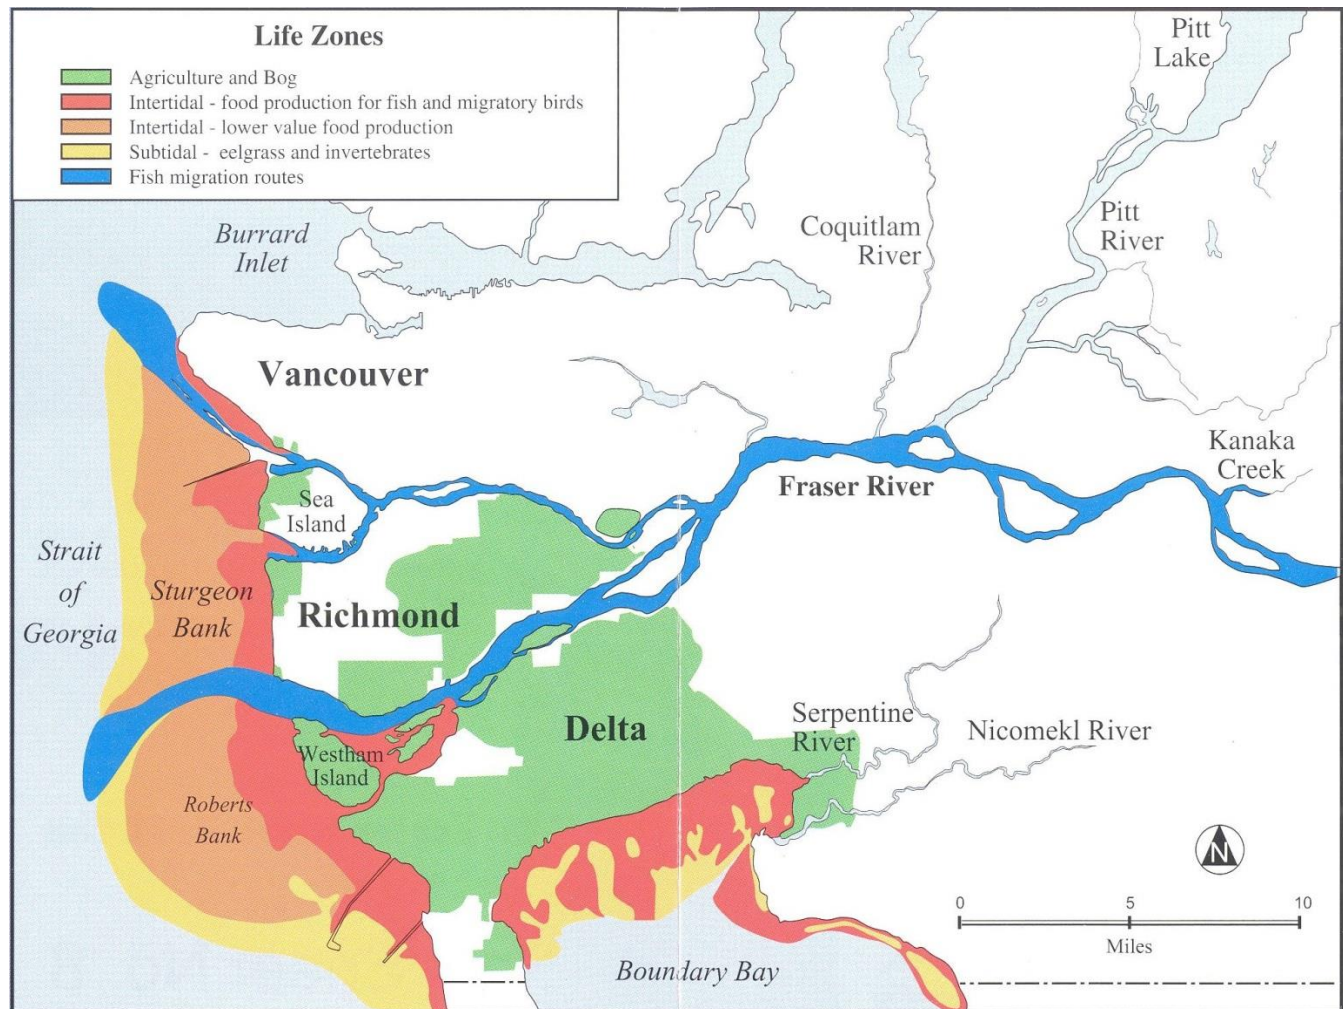 Life Zones
Agriculture and Bog
Intertidal - food production for fish and migratory birds
Intertidal - lower value food production
Subtidal - eelgrass and invertebrates
Fish migration routes
Pitt
Lake
Burrard
Inlet
Coquitlam
River
Pitt
River
Vancouver
Kanaka
Creek
Fraser River
Sea
Island
Strait
of
Georgia
Sturgeon
Bank
Richmond
Delta
Serpentine
River
Nicomekl River
Westham
Island
Roberts
Bank
N
0 5 10
Miles
Boundary Bay